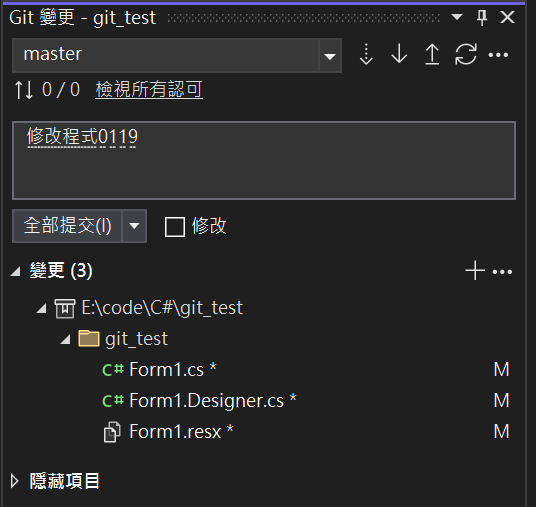 Git 變更 - git_test
master
0 / 0 檢視所有認可
修改程式0119
全部提交(I) 修改
變更 (3)
E:\code\C#\git_test
git_test
C# Form1.cs * M
C# Form1.Designer.cs * M
Form1.resx * M
隱藏項目